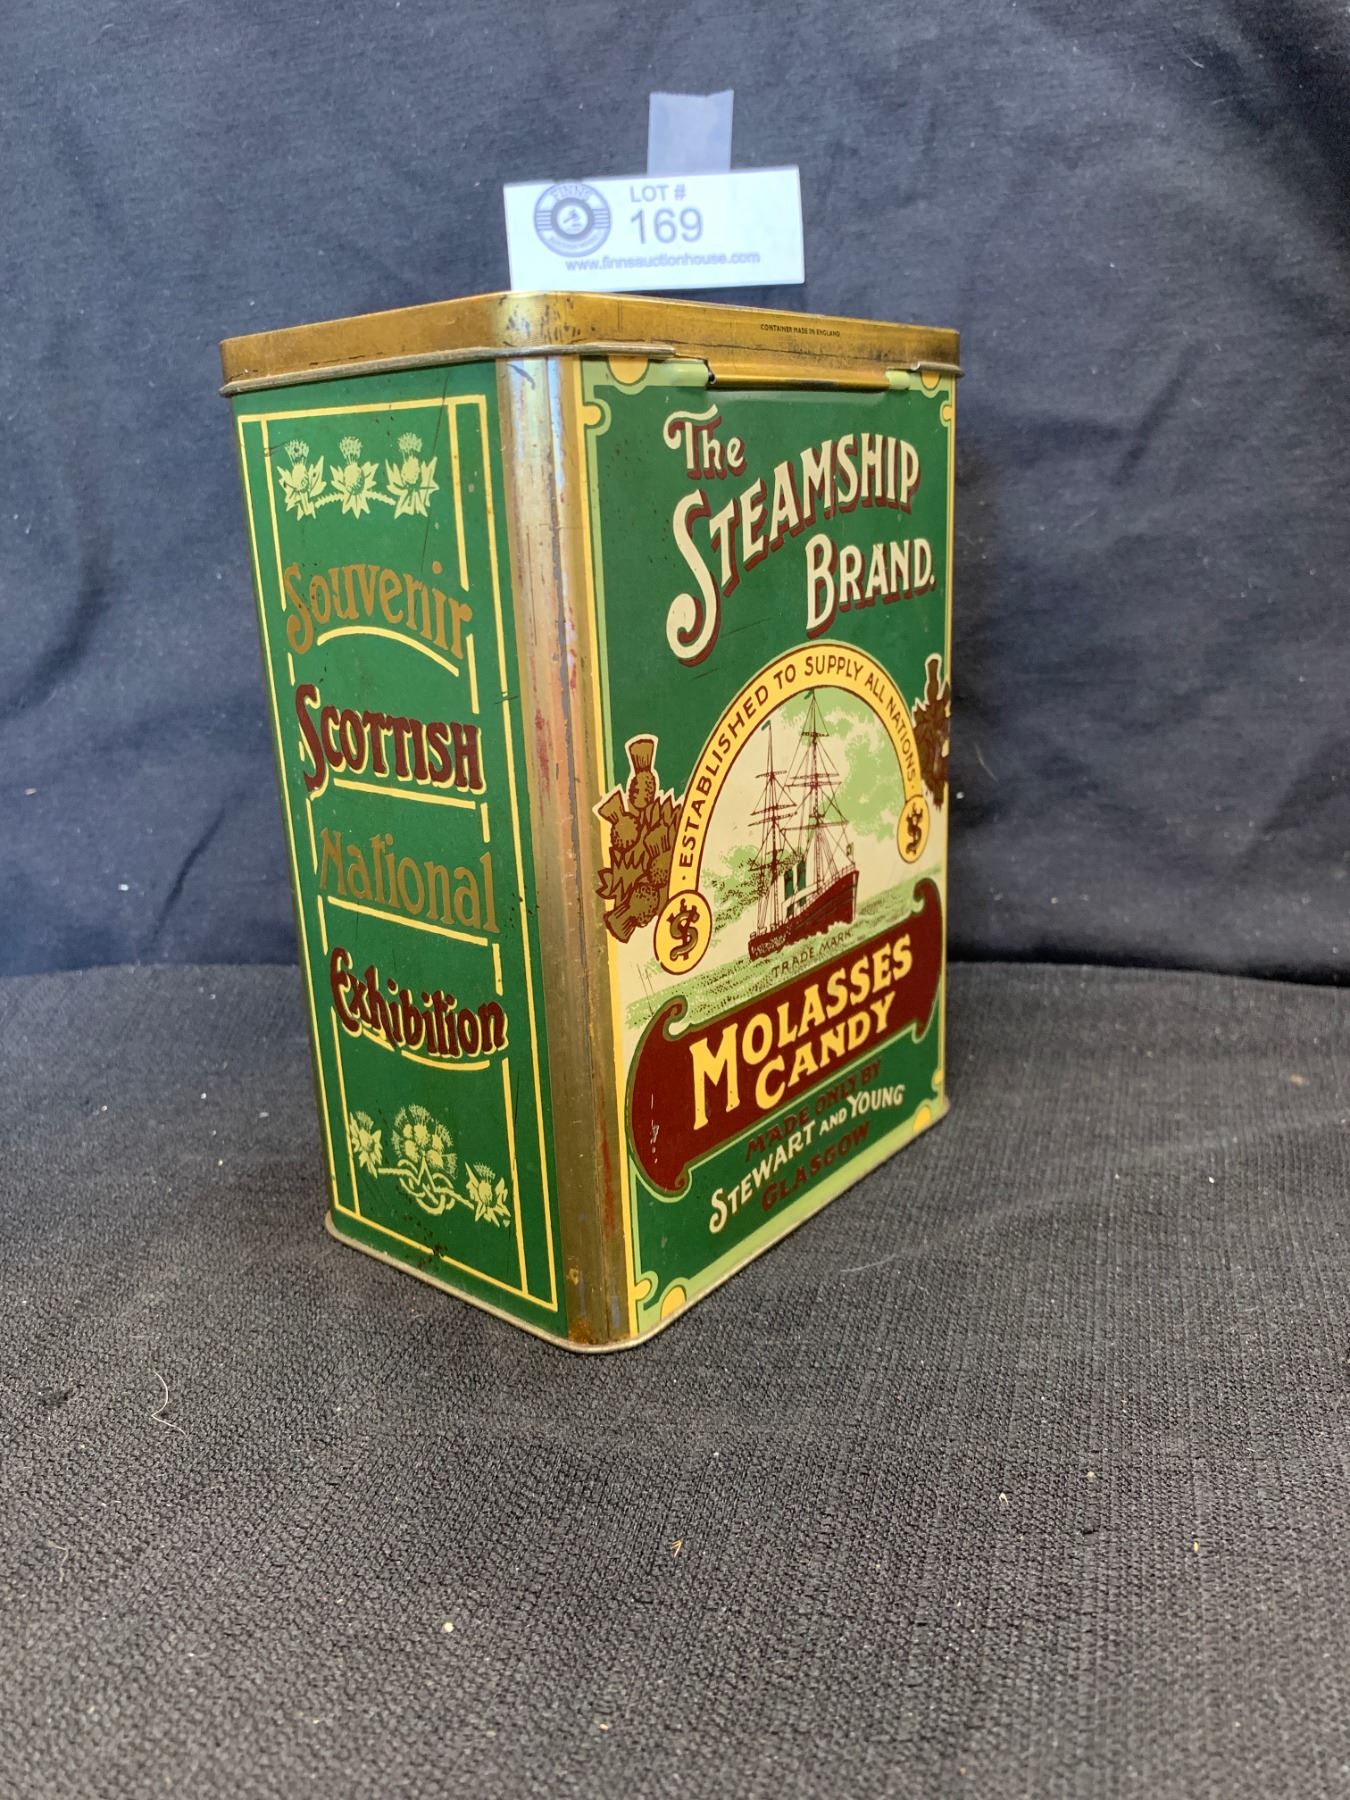 FINNS
LOT #
169
www.finnsauctionhouse.com
CONTAINER MADE IN ENGLAND
The
STEAMSHIP
BRAND.
· ESTABLISHED TO SUPPLY ALL NATIONS ·
TRADE MARK
MOLASSES
CANDY
MADE ONLY BY
STEWART AND YOUNG
GLASGOW
Souvenir
SCOTTISH
National
Exhibition